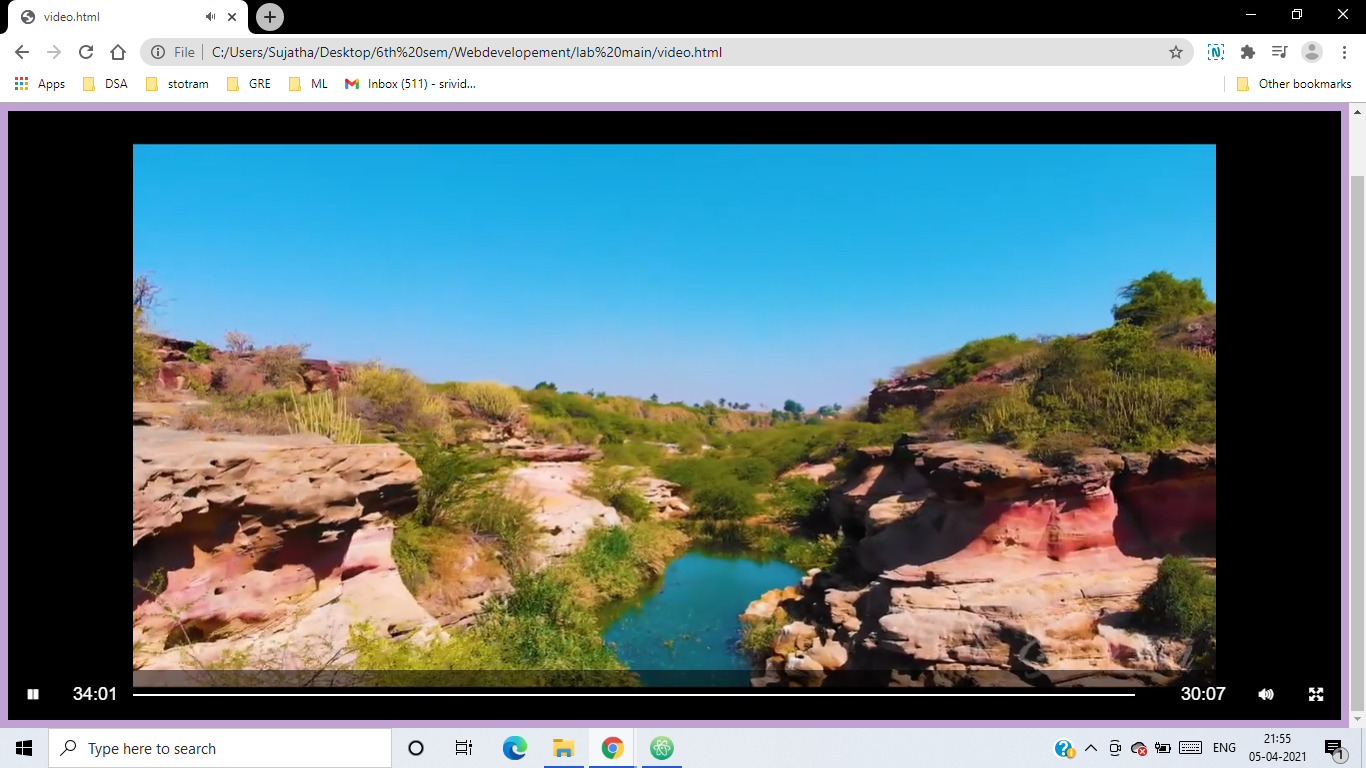 video.html
File
C:/Users/Sujatha/Desktop/6th%20sem/Webdevelopement/lab%20main/video.html
Apps
DSA
stotram
GRE
ML
Inbox (511) - srivid...
Other bookmarks
34:01
30:07
Type here to search
ENG
21:55
05-04-2021
1